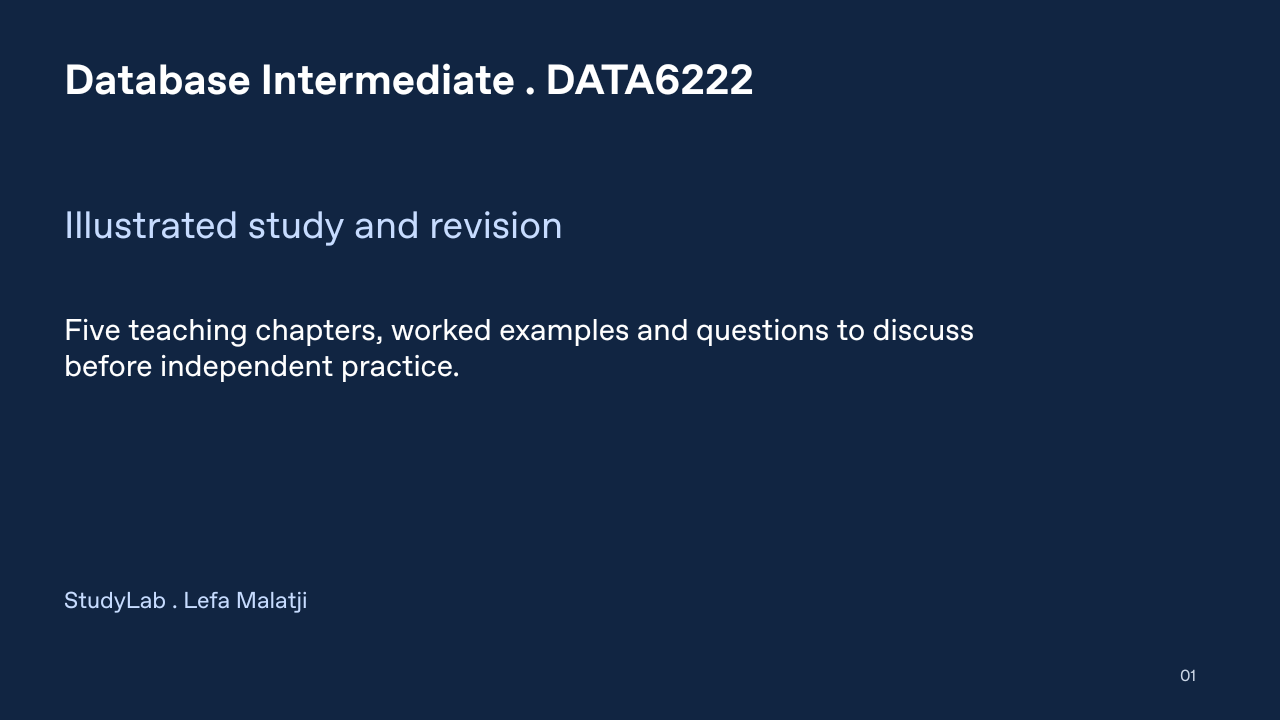 Database Intermediate . DATA6222
Illustrated study and revision
Five teaching chapters, worked examples and questions to discuss
before independent practice.
StudyLab . Lefa Malatji
01